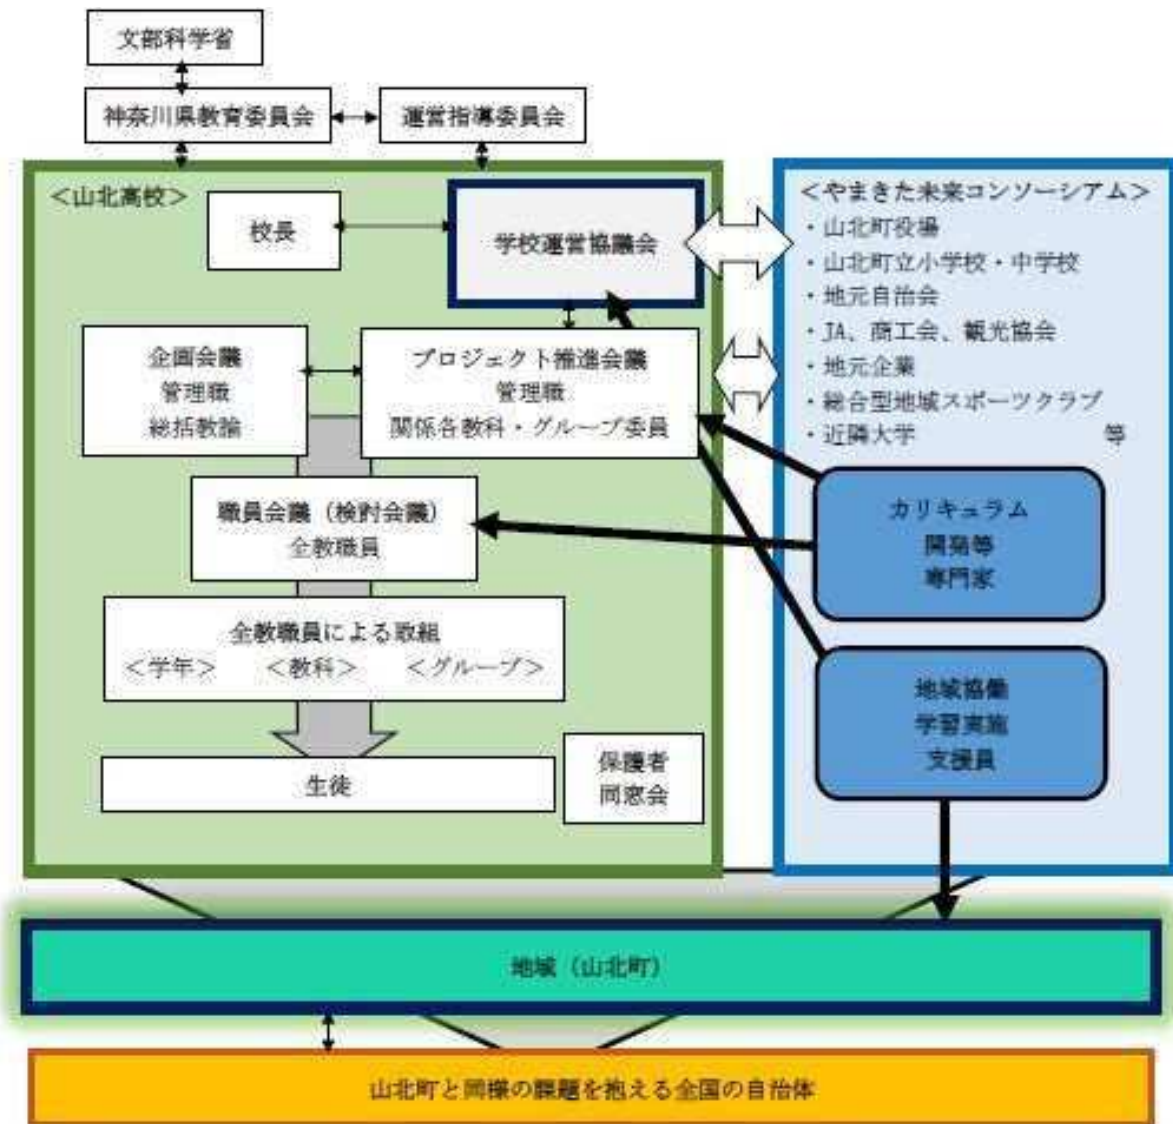 文部科学省
神奈川県教育委員会
運営指導委員会
＜山北高校＞
校長
学校運営協議会
企画会議
管理職
総括教諭
プロジェクト推進会議
管理職
関係各教科・グループ委員
職員会議（検討会議）
全教職員
全教職員による取組
＜学年＞　＜教科＞　＜グループ＞
生徒
保護者
同窓会
＜やまきた未来コンソーシアム＞
・山北町役場
・山北町立小学校・中学校
・地元自治会
・JA、商工会、観光協会
・地元企業
・総合型地域スポーツクラブ
・近隣大学　等
カリキュラム
開発等
専門家
地域協働
学習実施
支援員
地域（山北町）
山北町と同様の課題を抱える全国の自治体